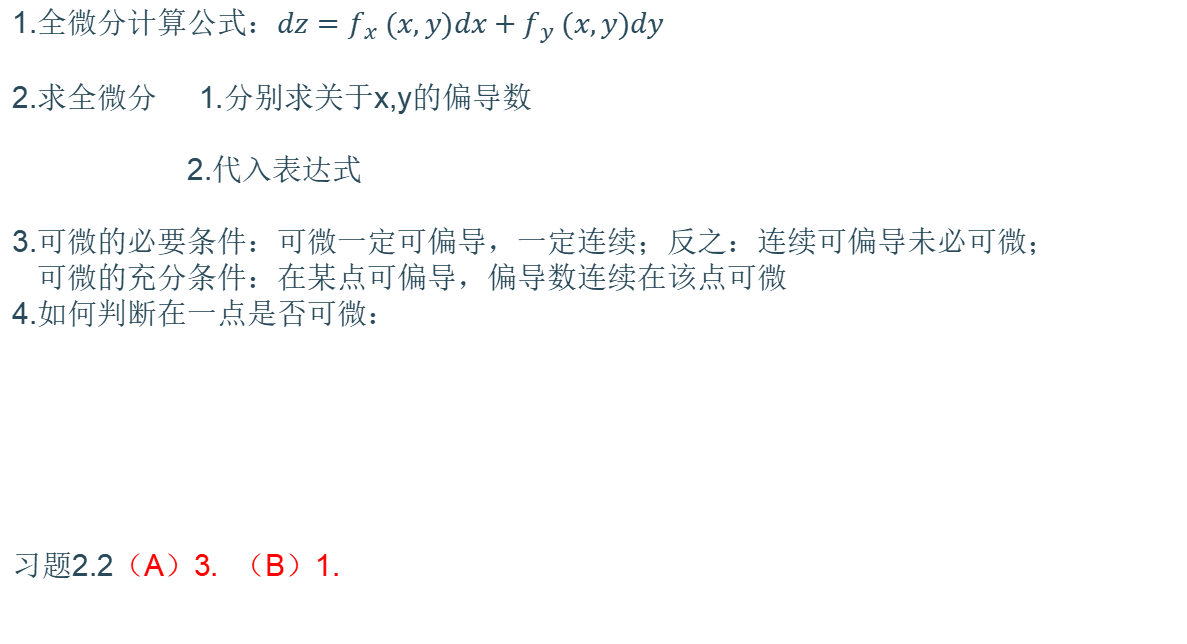 1.全微分计算公式：dz = fx (x, y)dx + fy (x, y)dy
2.求全微分 1.分别求关于x,y的偏导数
2.代入表达式
3.可微的必要条件：可微一定可偏导，一定连续；反之：连续可偏导未必可微；
可微的充分条件：在某点可偏导，偏导数连续在该点可微
4.如何判断在一点是否可微：
习题2.2（A）3. （B）1.